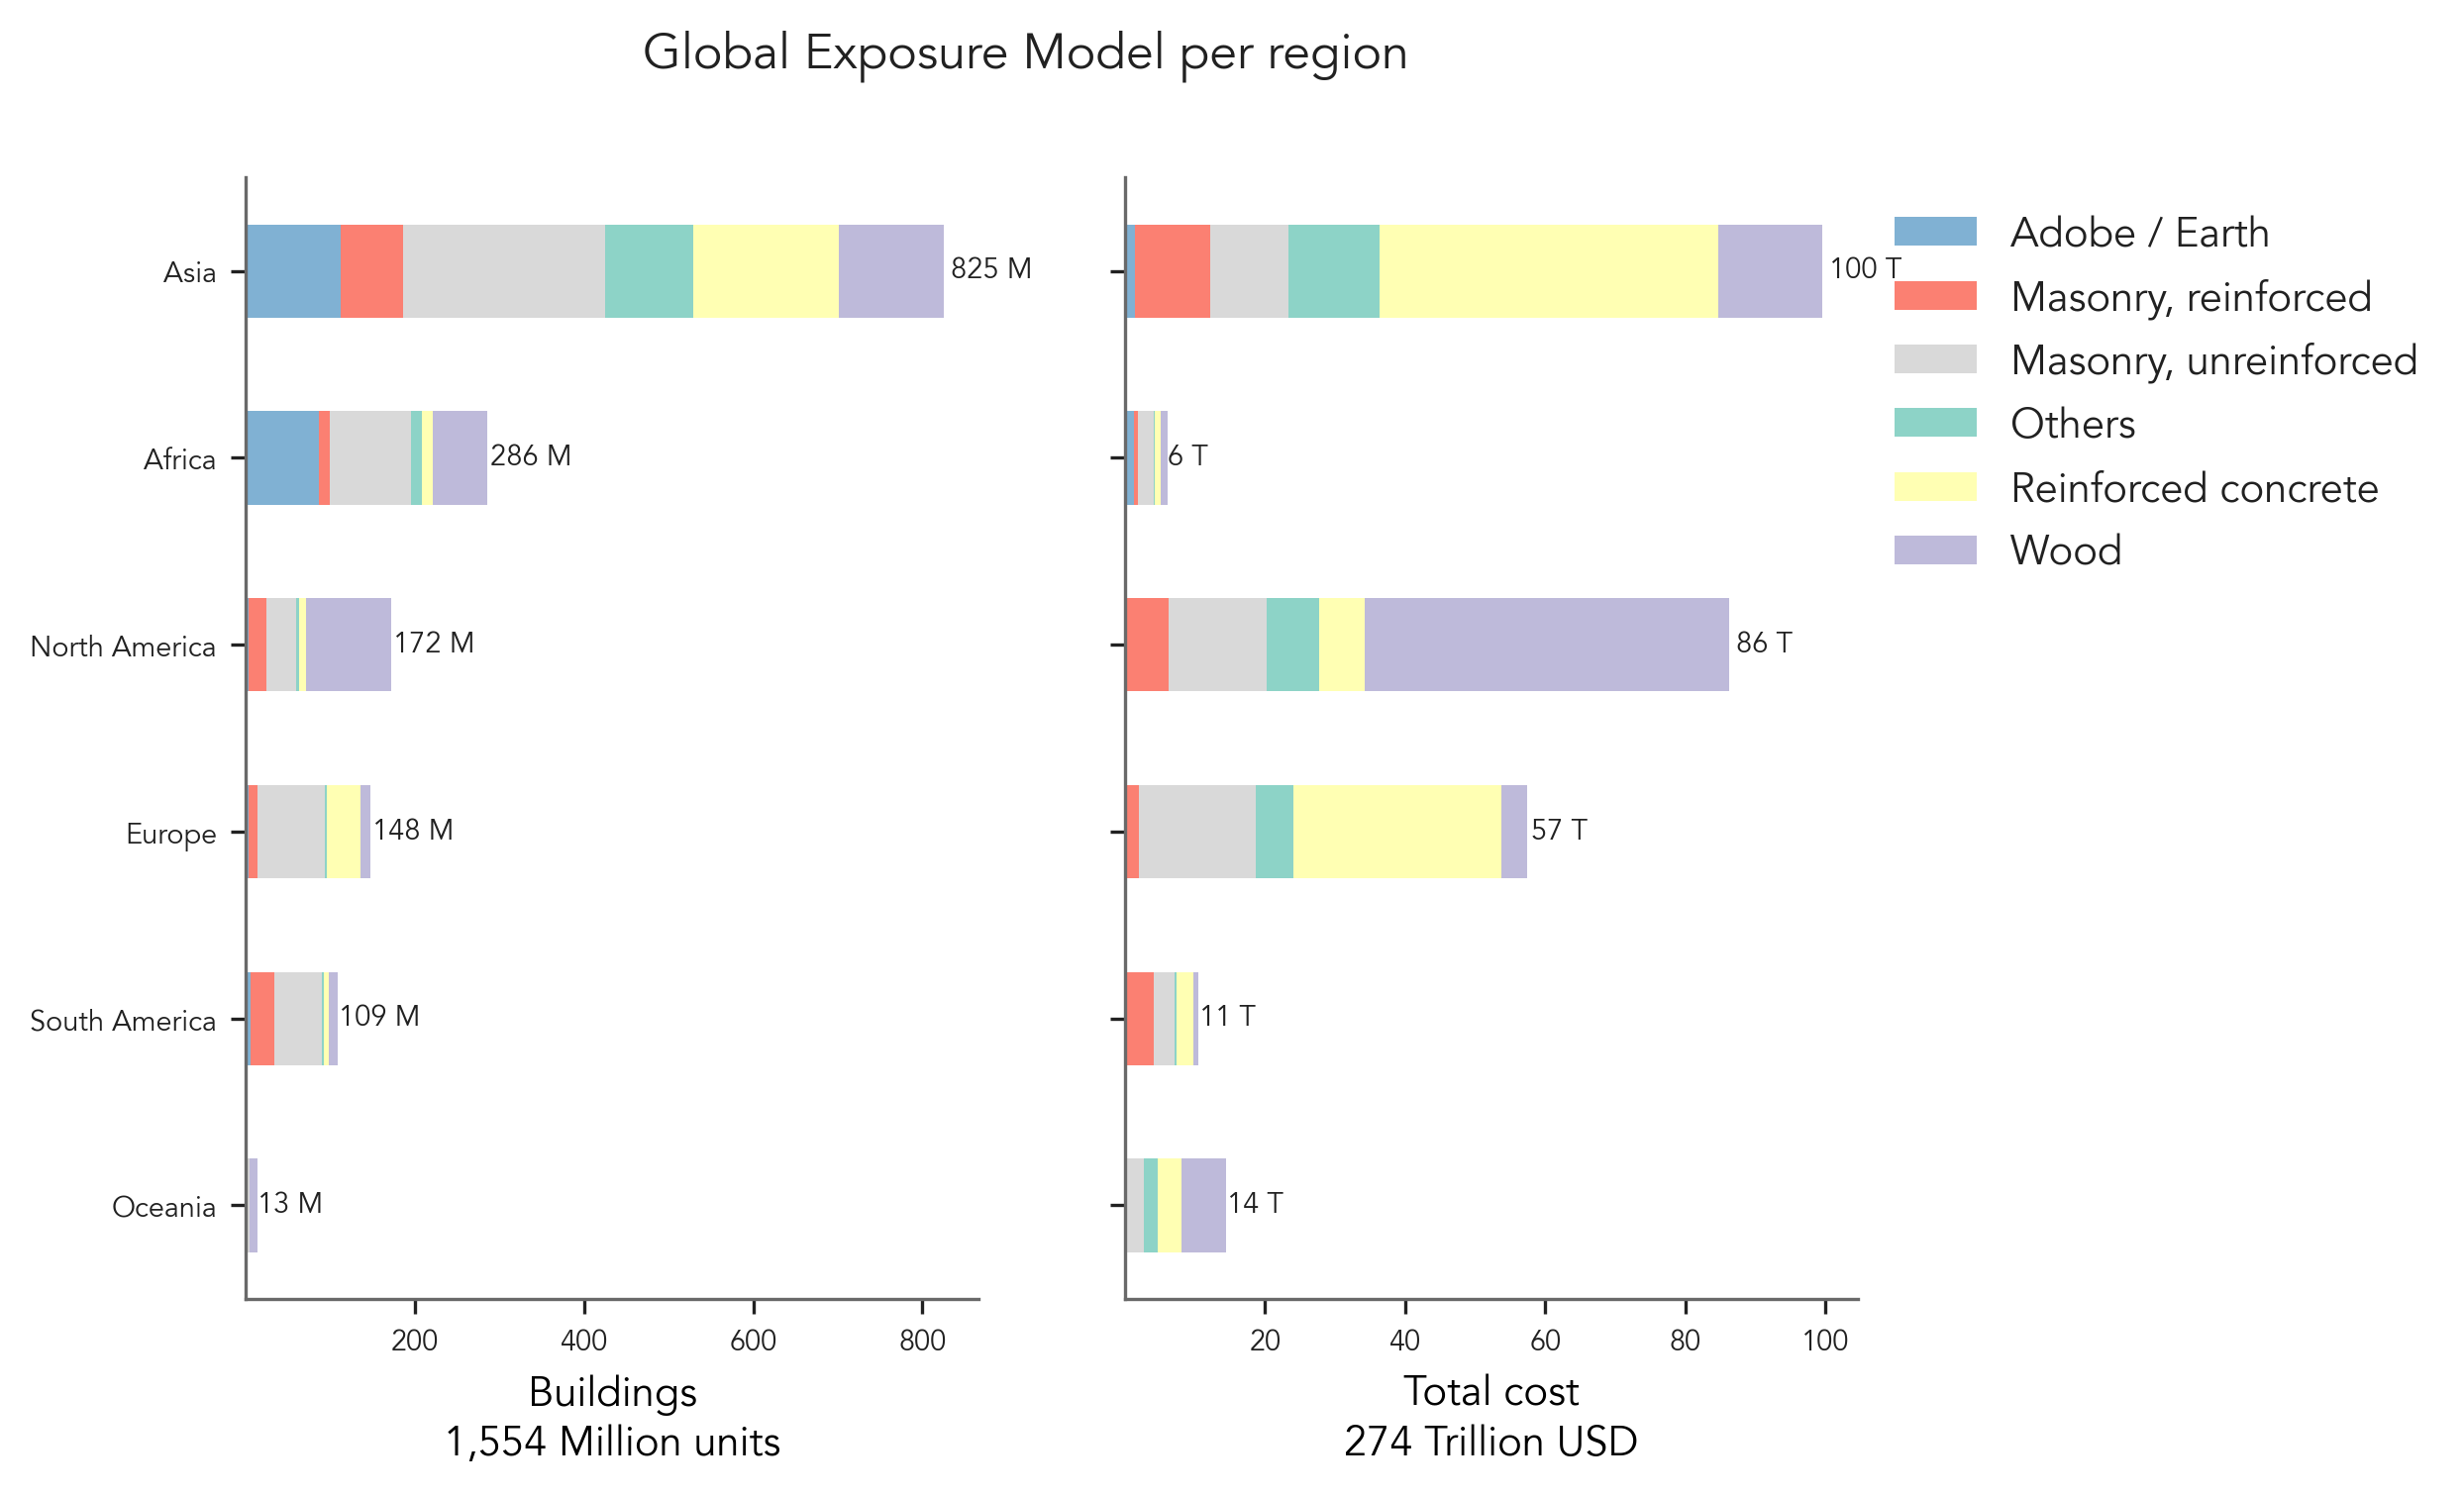 Global Exposure Model per region
Asia
825 M
Africa
286 M
North America
172 M
Europe
148 M
South America
109 M
Oceania
13 M
200 400 600 800
Buildings
1,554 Million units
100 T
6 T
86 T
57 T
11 T
14 T
20 40 60 80 100
Total cost
274 Trillion USD
Adobe / Earth
Masonry, reinforced
Masonry, unreinforced
Others
Reinforced concrete
Wood